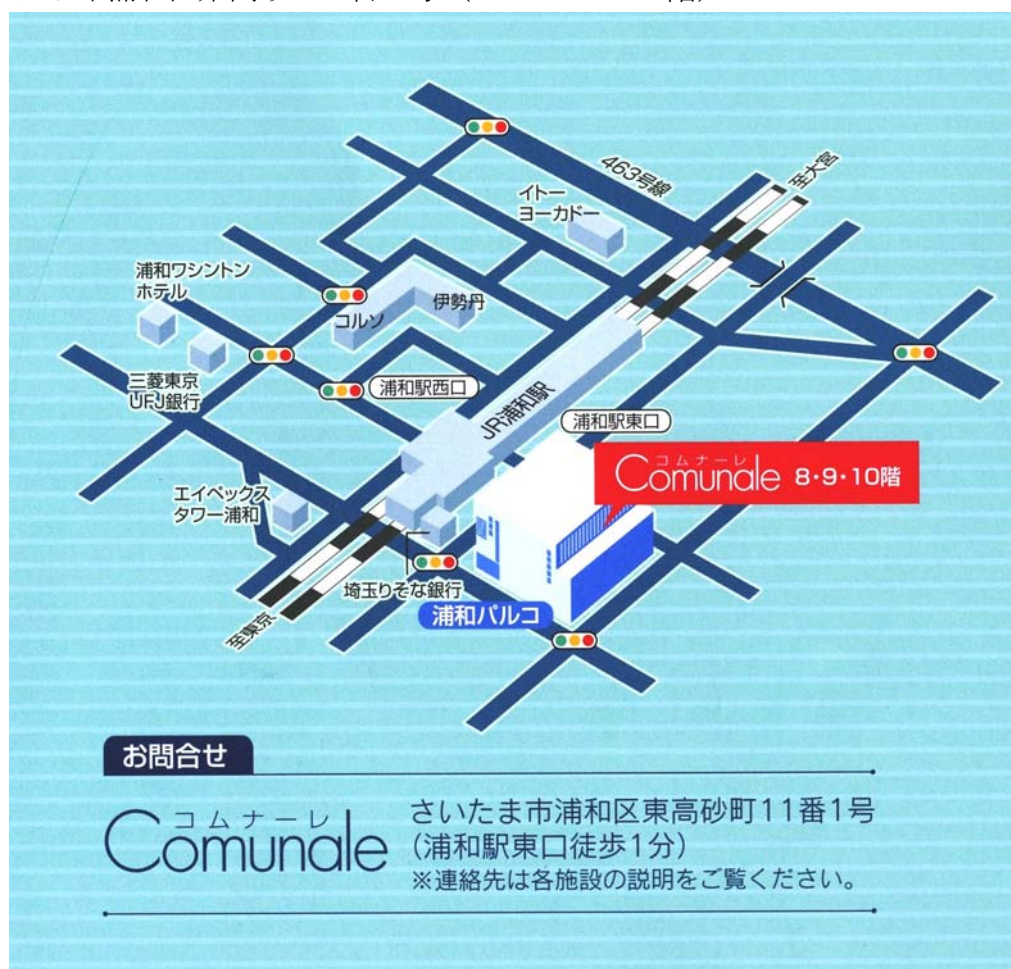 463号線
至大宮
イトー
ヨーカドー
浦和ワシントン
ホテル
伊勢丹
コルソ
三菱東京
UFJ銀行
浦和駅西口
JR浦和駅
浦和駅東口
コムナーレ
Comunale 8・9・10階
エイペックス
タワー浦和
埼玉りそな銀行
浦和パルコ
至東京
お問合せ
コムナーレ
Comunale
さいたま市浦和区東高砂町11番1号
(浦和駅東口徒歩1分)
※連絡先は各施設の説明をご覧ください。